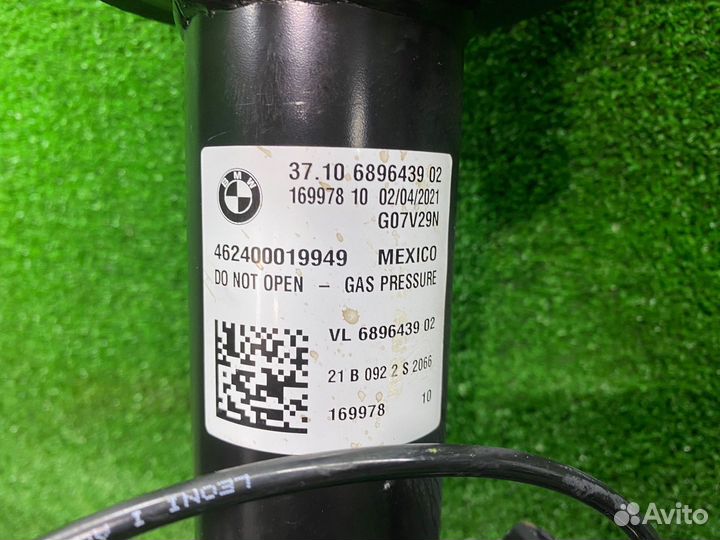 BMW
37.10 6896439 02
169978 10 02/04/2021
G07V29N
462400019949 MEXICO
DO NOT OPEN – GAS PRESSURE
VL 6896439 02
21 B 092 2 S 2066
169978 10
LEONI
Avito